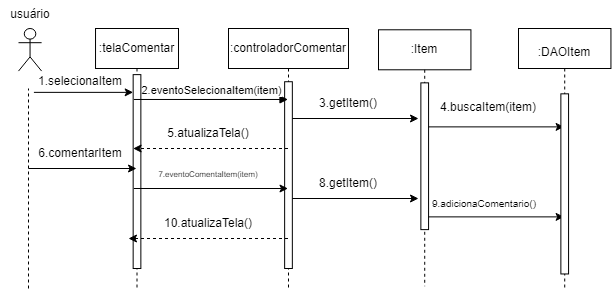 usuário
:telaComentar
:controladorComentar
:Item
:DAOItem
1.selecionaItem
2.eventoSelecionaItem(item)
3.getItem()
4.buscaItem(item)
5.atualizaTela()
6.comentarItem
7.eventoComentaItem(item)
8.getItem()
9.adicionaComentario()
10.atualizaTela()